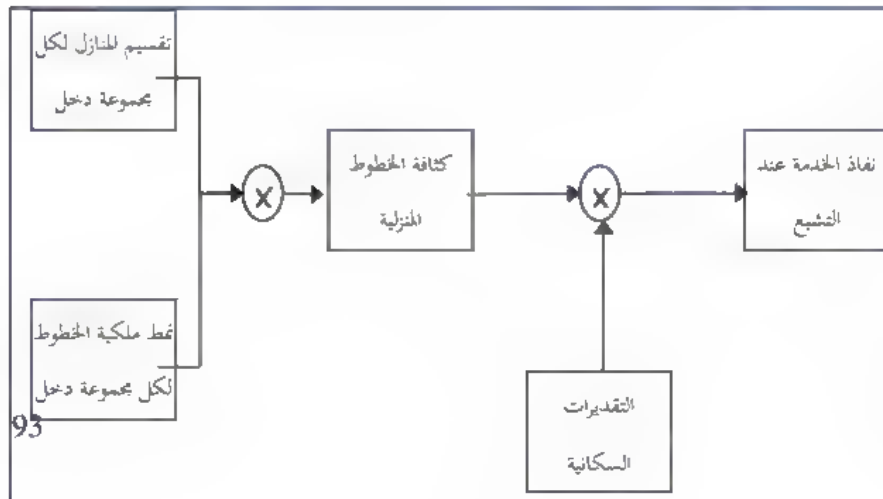 تقسيم المنازل لكل
مجموعة دخل
كثافة الخطوط
المنزلية
نفاذ الخدمة عند
التشبع
X
X
نمط ملكية الخطوط
لكل مجموعة دخل
التقديرات
السكانية
93